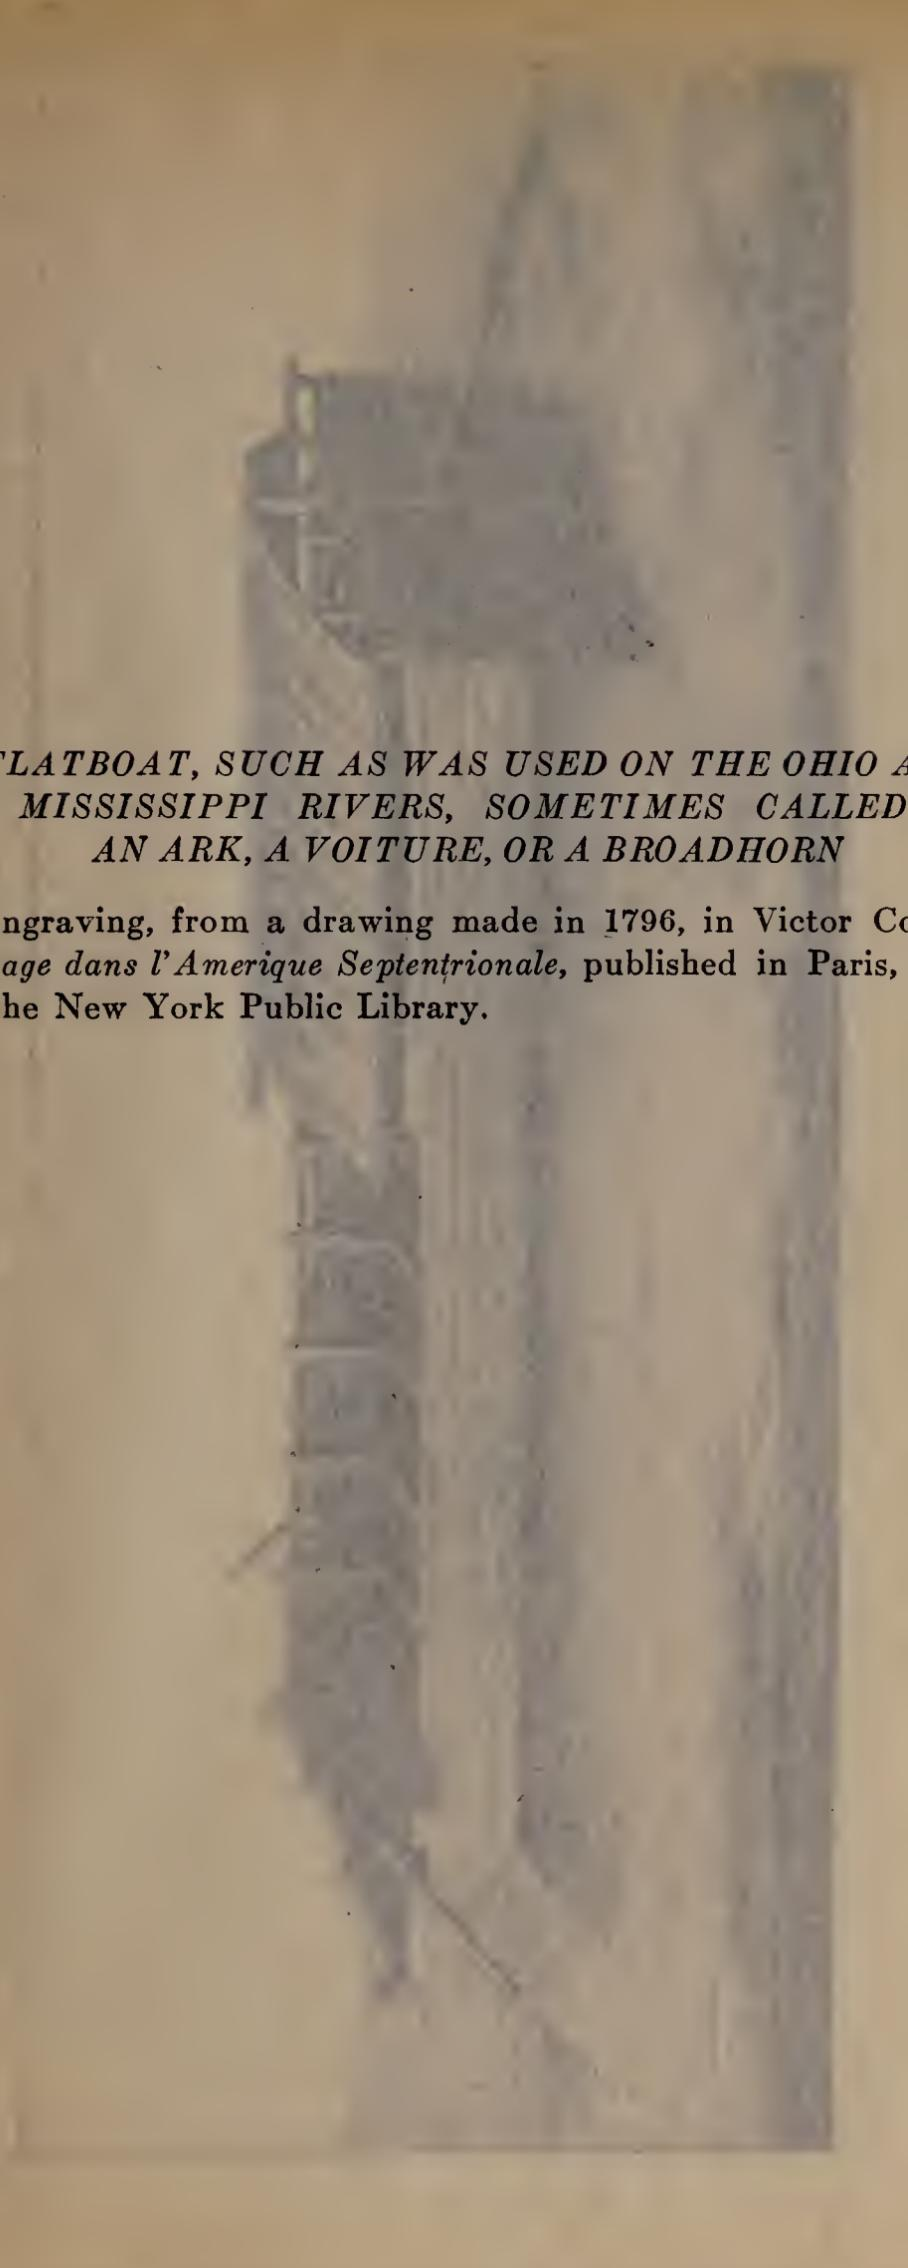 FLATBOAT, SUCH AS WAS USED ON THE OHIO A
MISSISSIPPI RIVERS, SOMETIMES CALLED
AN ARK, A VOITURE, OR A BROADHORN
ngraving, from a drawing made in 1796, in Victor Co
age dans l'Amerique Septentrionale, published in Paris,
he New York Public Library.